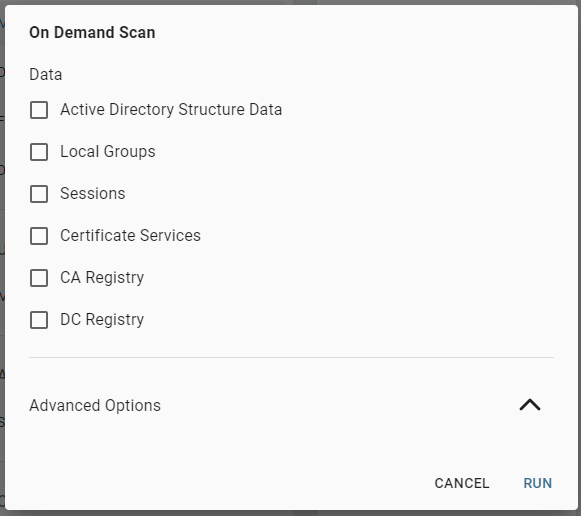 On Demand Scan
Data
Active Directory Structure Data
Local Groups
Sessions
Certificate Services
CA Registry
DC Registry
Advanced Options
CANCEL RUN